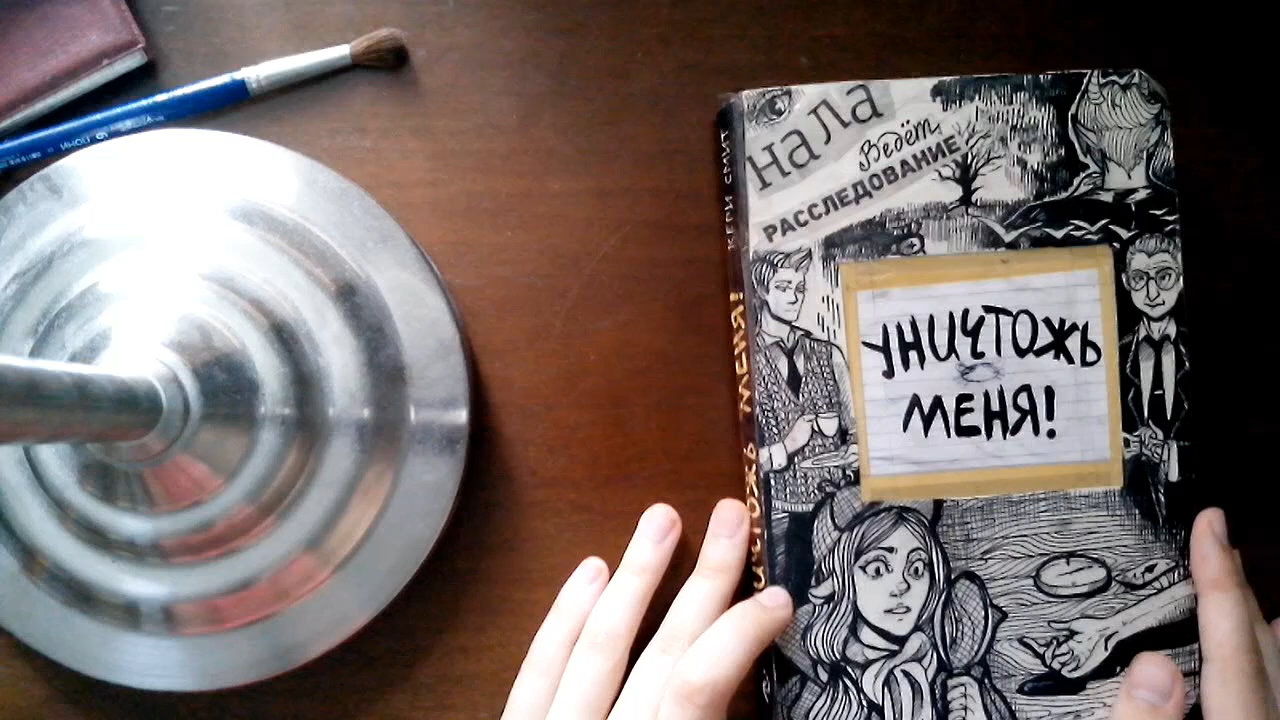 нала
Ведёт
РАССЛЕДОВАНИЕ
УНИЧТОЖЬ
МЕНЯ!
КЕРИ СМИТ
УНИЧТОЖЬ МЕНЯ!